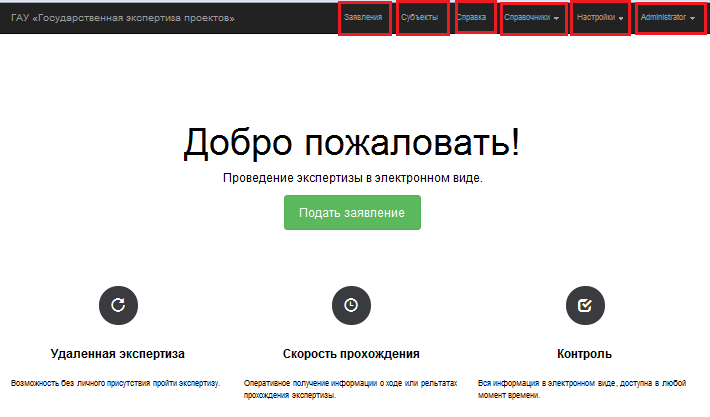 ГАУ «Государственная экспертиза проектов» Заявления Субъекты Справка Справочники Настройки Administrator
Добро пожаловать!
Проведение экспертизы в электронном виде.
Подать заявление
Удаленная экспертиза
Возможность без личного присутствия пройти экспертизу.
Скорость прохождения
Оперативное получение информации о ходе или рельтатах
прохождения экспертизы.
Контроль
Вся информация в электронном виде, доступна в любой
момент времени.